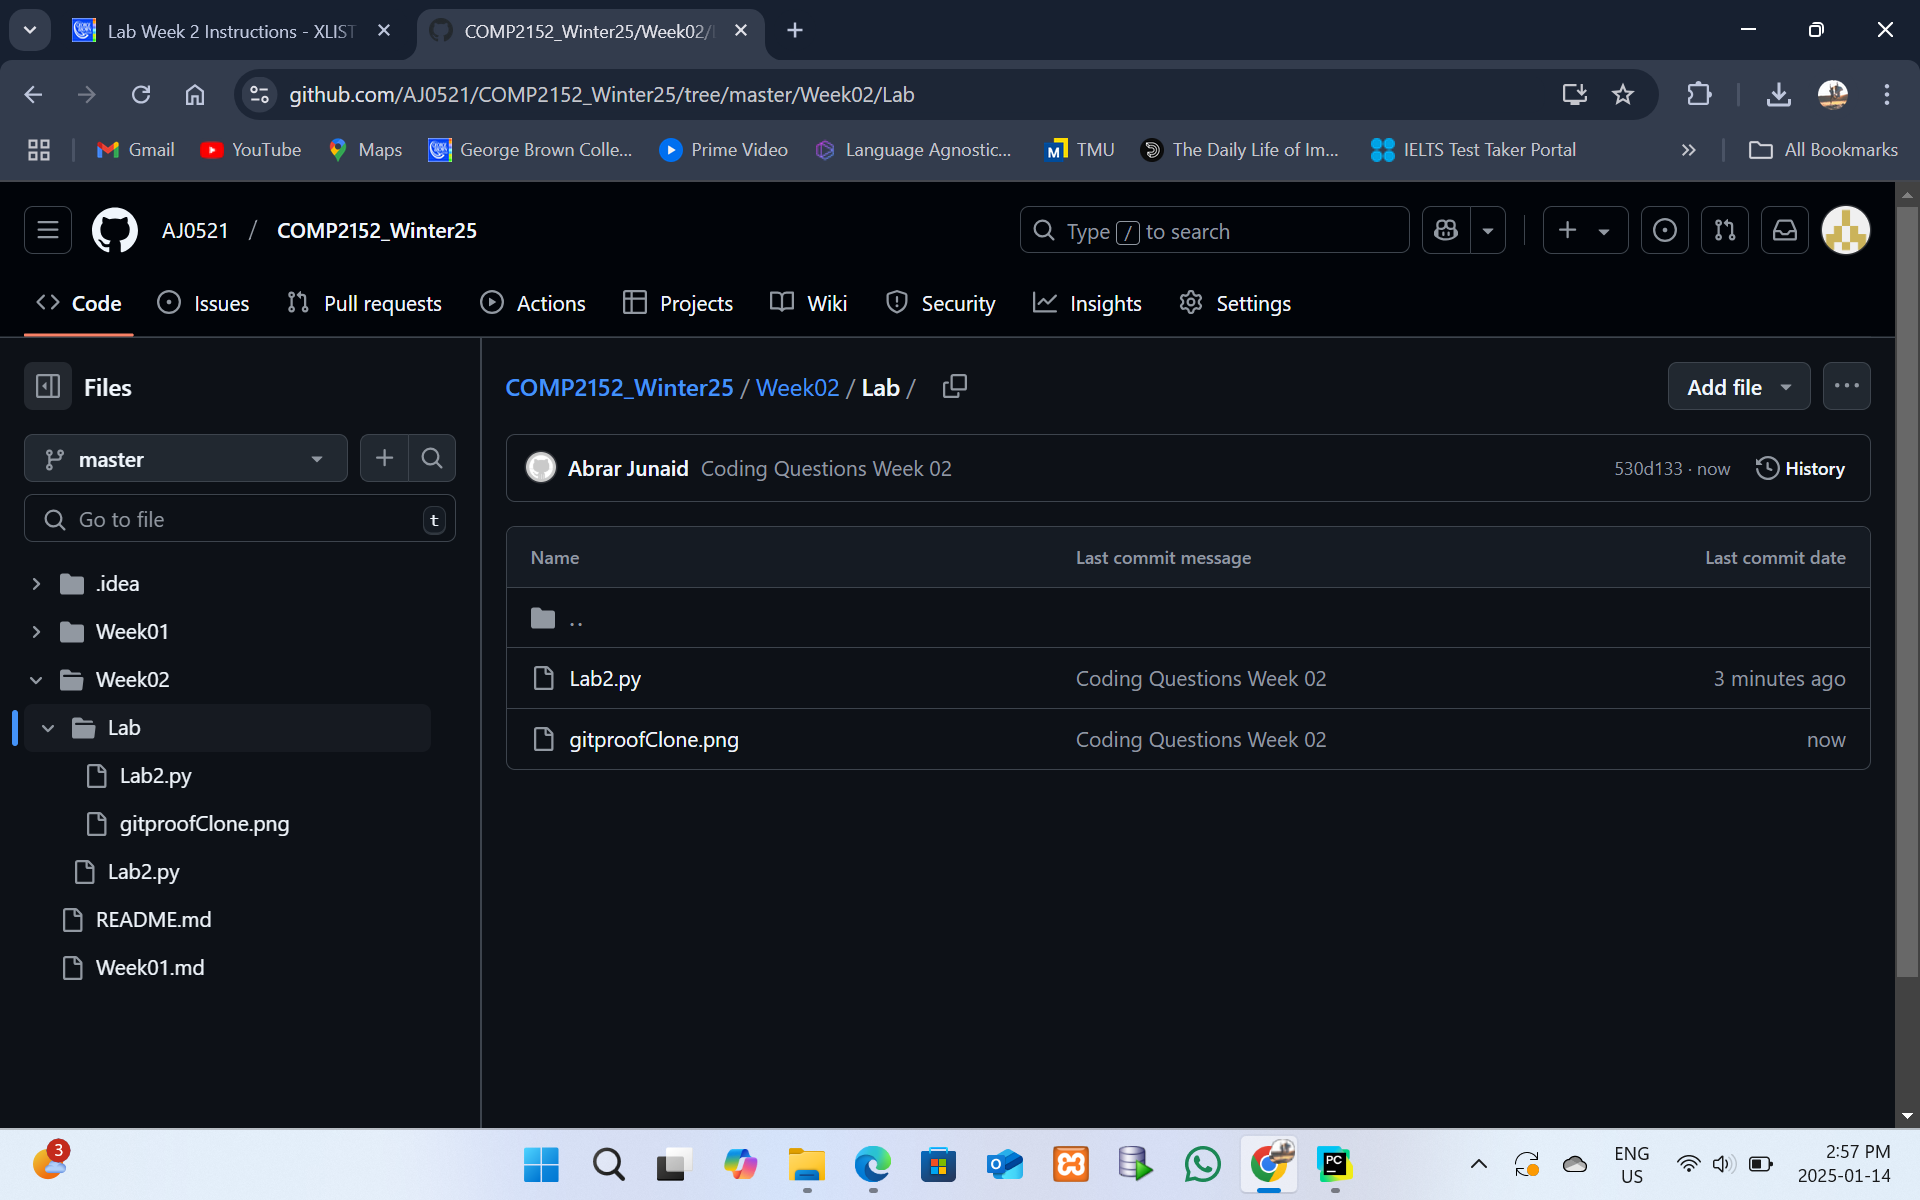 Lab Week 2 Instructions - XLIST
COMP2152_Winter25/Week02/
github.com/AJ0521/COMP2152_Winter25/tree/master/Week02/Lab
Gmail YouTube Maps George Brown Colle... Prime Video Language Agnostic... TMU The Daily Life of Im... IELTS Test Taker Portal » All Bookmarks
AJ0521 / COMP2152_Winter25
Type / to search
Code Issues Pull requests Actions Projects Wiki Security Insights Settings
Files
master
Go to file t
.idea
Week01
Week02
Lab
Lab2.py
gitproofClone.png
Lab2.py
README.md
Week01.md
COMP2152_Winter25 / Week02 / Lab /
Add file
Abrar Junaid Coding Questions Week 02
530d133 · now History
Name Last commit message Last commit date
..
Lab2.py Coding Questions Week 02 3 minutes ago
gitproofClone.png Coding Questions Week 02 now
3
PC
ENG
US
2:57 PM
2025-01-14